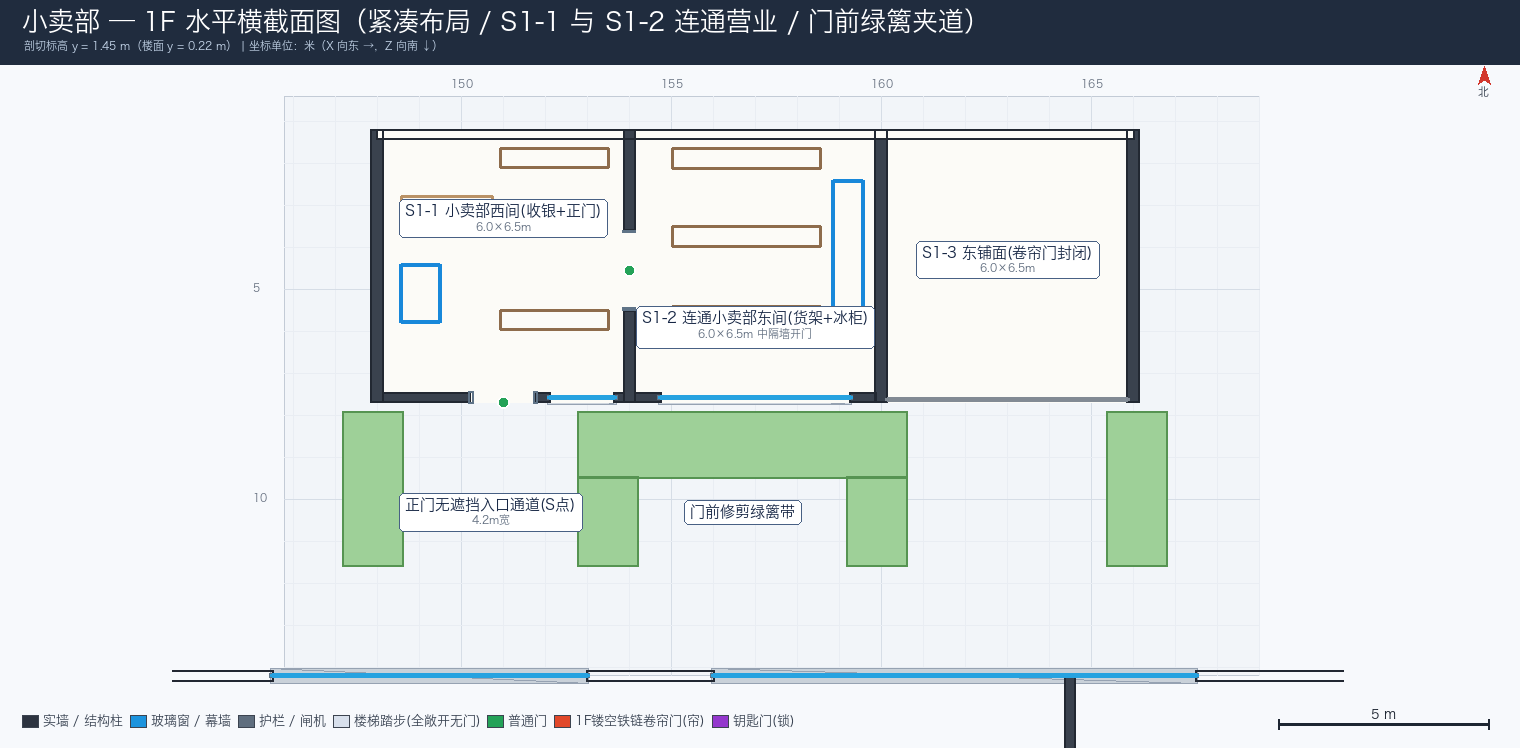 小卖部 — 1F 水平横截面图（紧凑布局 / S1-1 与 S1-2 连通营业 / 门前绿篱夹道）
剖切标高 y = 1.45 m（楼面 y = 0.22 m） | 坐标单位：米（X 向东 →，Z 向南 ↓）
150 155 160 165
北
S1-1 小卖部西间(收银+正门)
6.0×6.5m
S1-3 东铺面(卷帘门封闭)
6.0×6.5m
5
S1-2 连通小卖部东间(货架+冰柜)
6.0×6.5m 中隔墙开门
10
正门无遮挡入口通道(S点)
4.2m宽
门前修剪绿篱带
实墙 / 结构柱 玻璃窗 / 幕墙 护栏 / 闸机 楼梯踏步(全敞开无门) 普通门 1F镂空铁链卷帘门(帘) 钥匙门(锁)
5 m